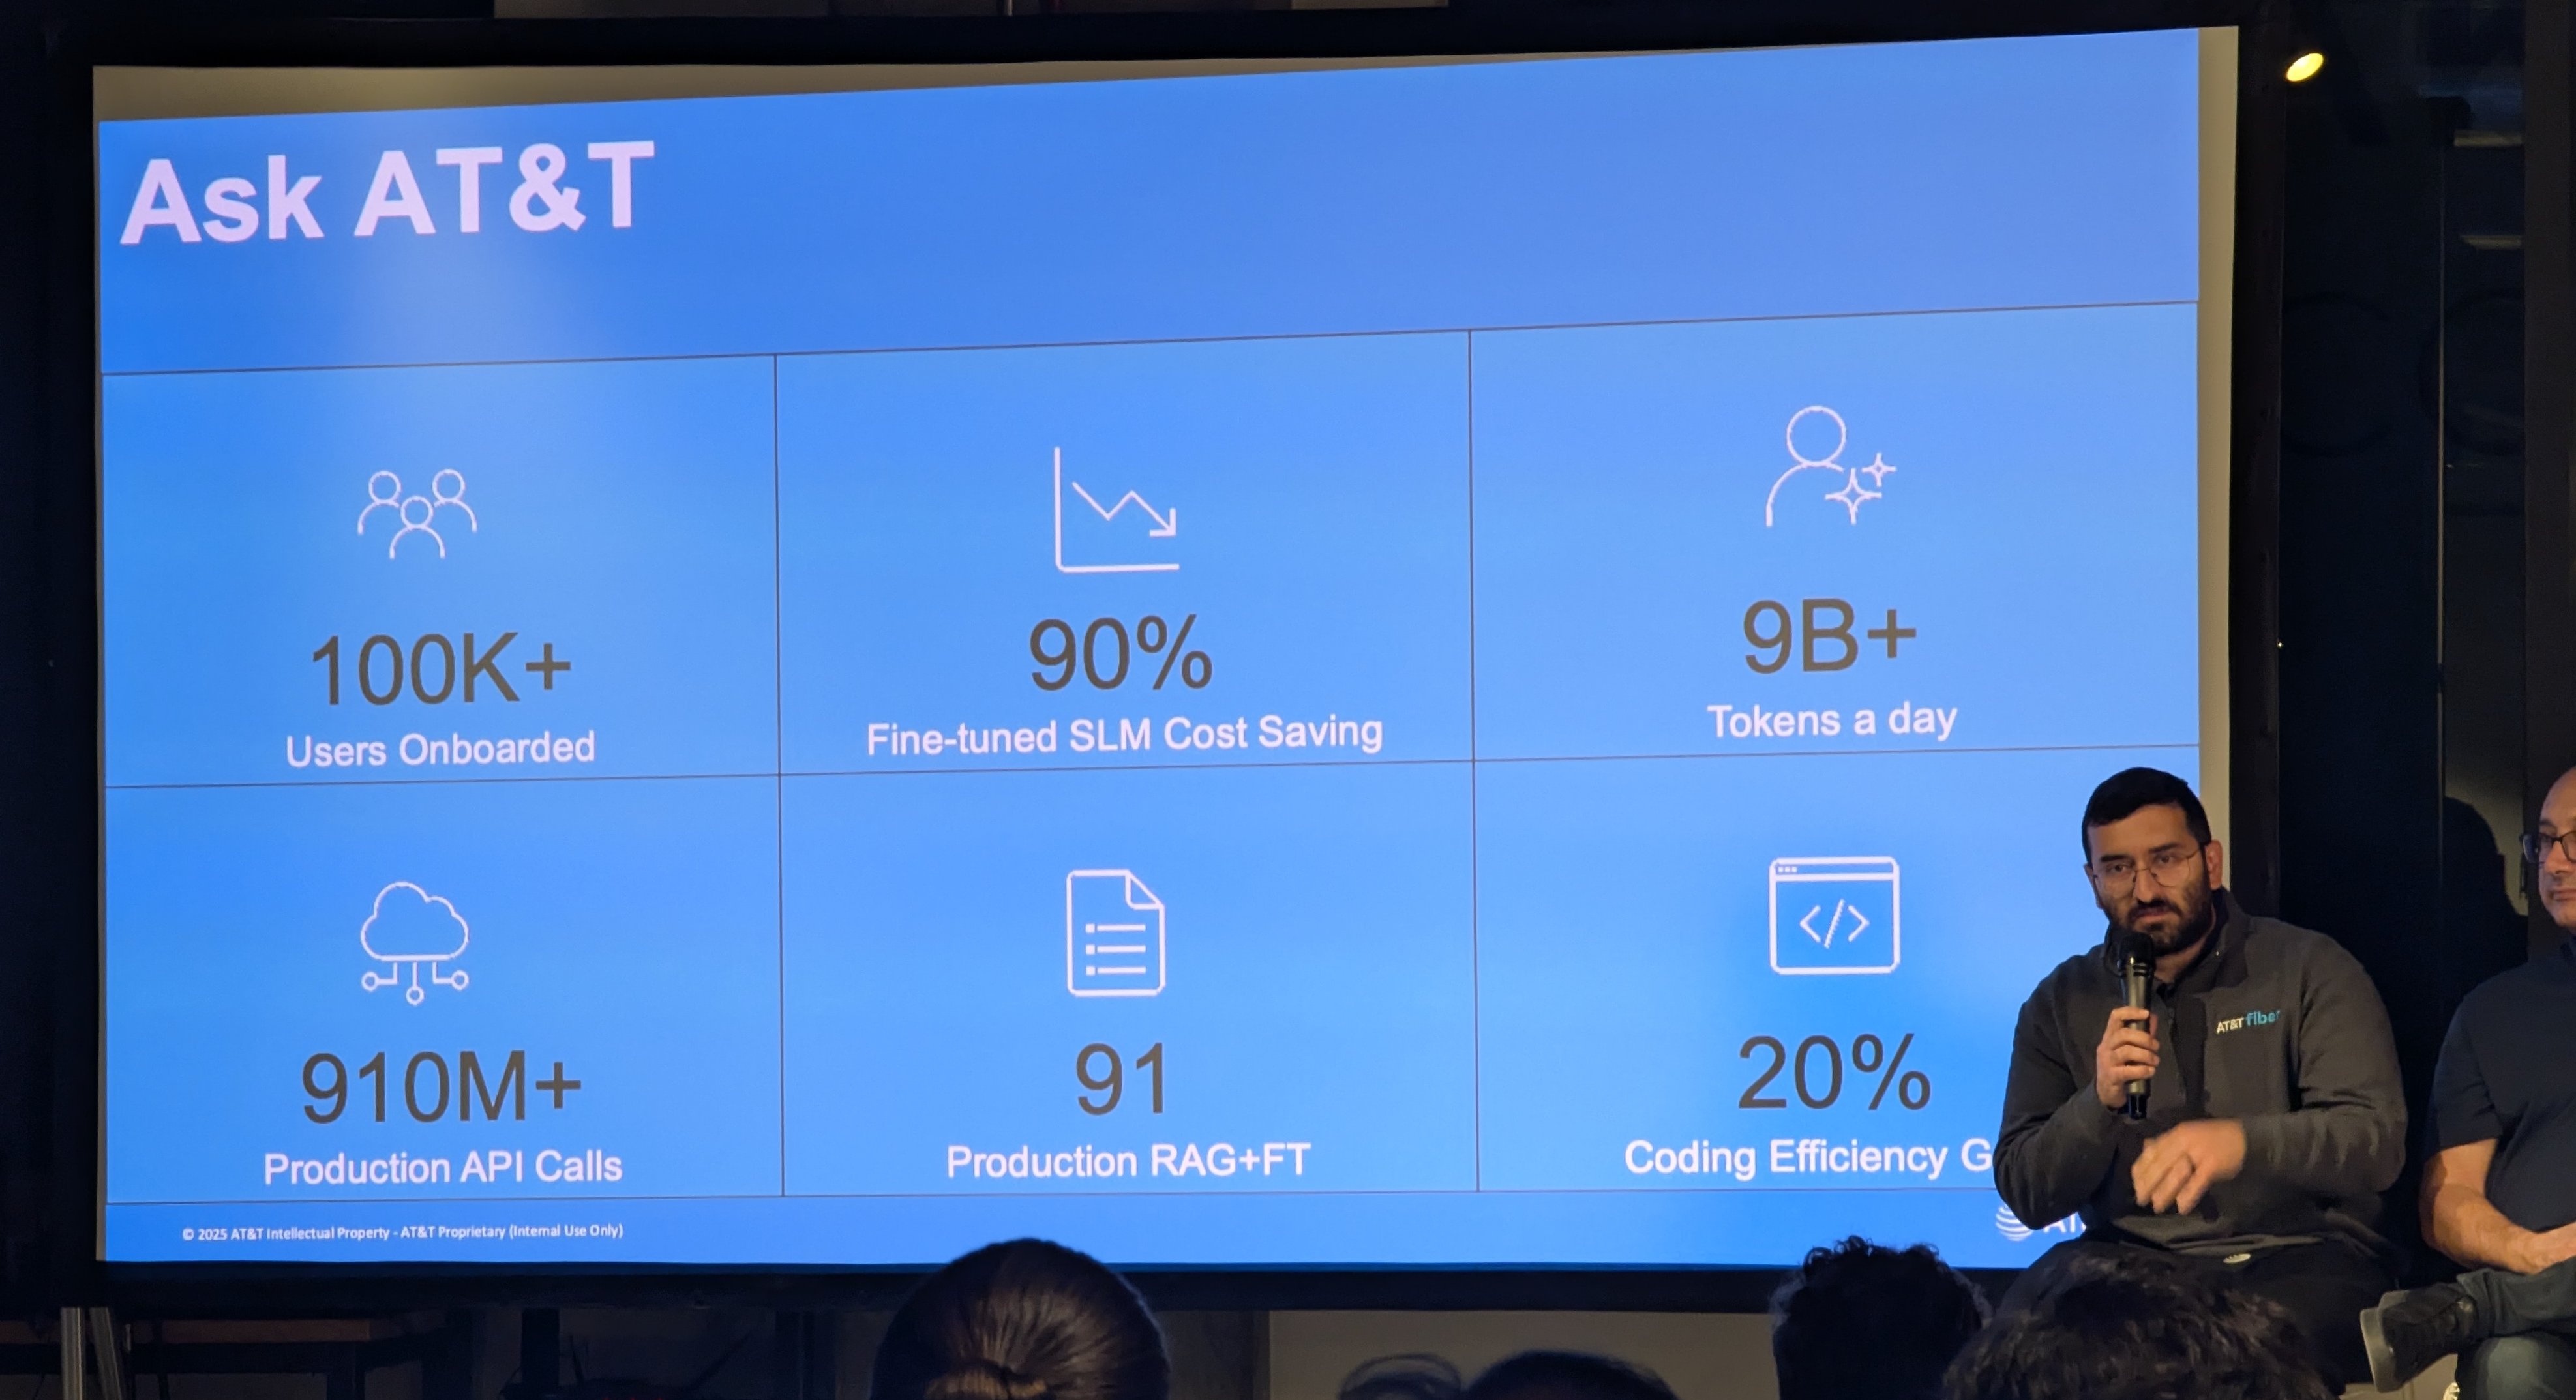 Ask AT&T
100K+
Users Onboarded
90%
Fine-tuned SLM Cost Saving
9B+
Tokens a day
910M+
Production API Calls
91
Production RAG+FT
20%
Coding Efficiency
© 2025 AT&T Intellectual Property - AT&T Proprietary (Internal Use Only)
AT&T fiber